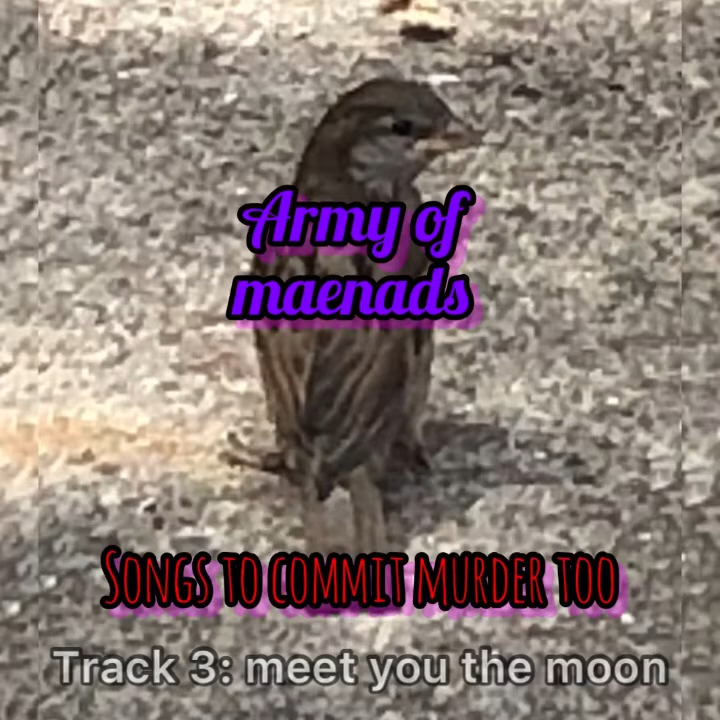 Army of
maenads
Songs to commit murder too
Track 3: meet you the moon